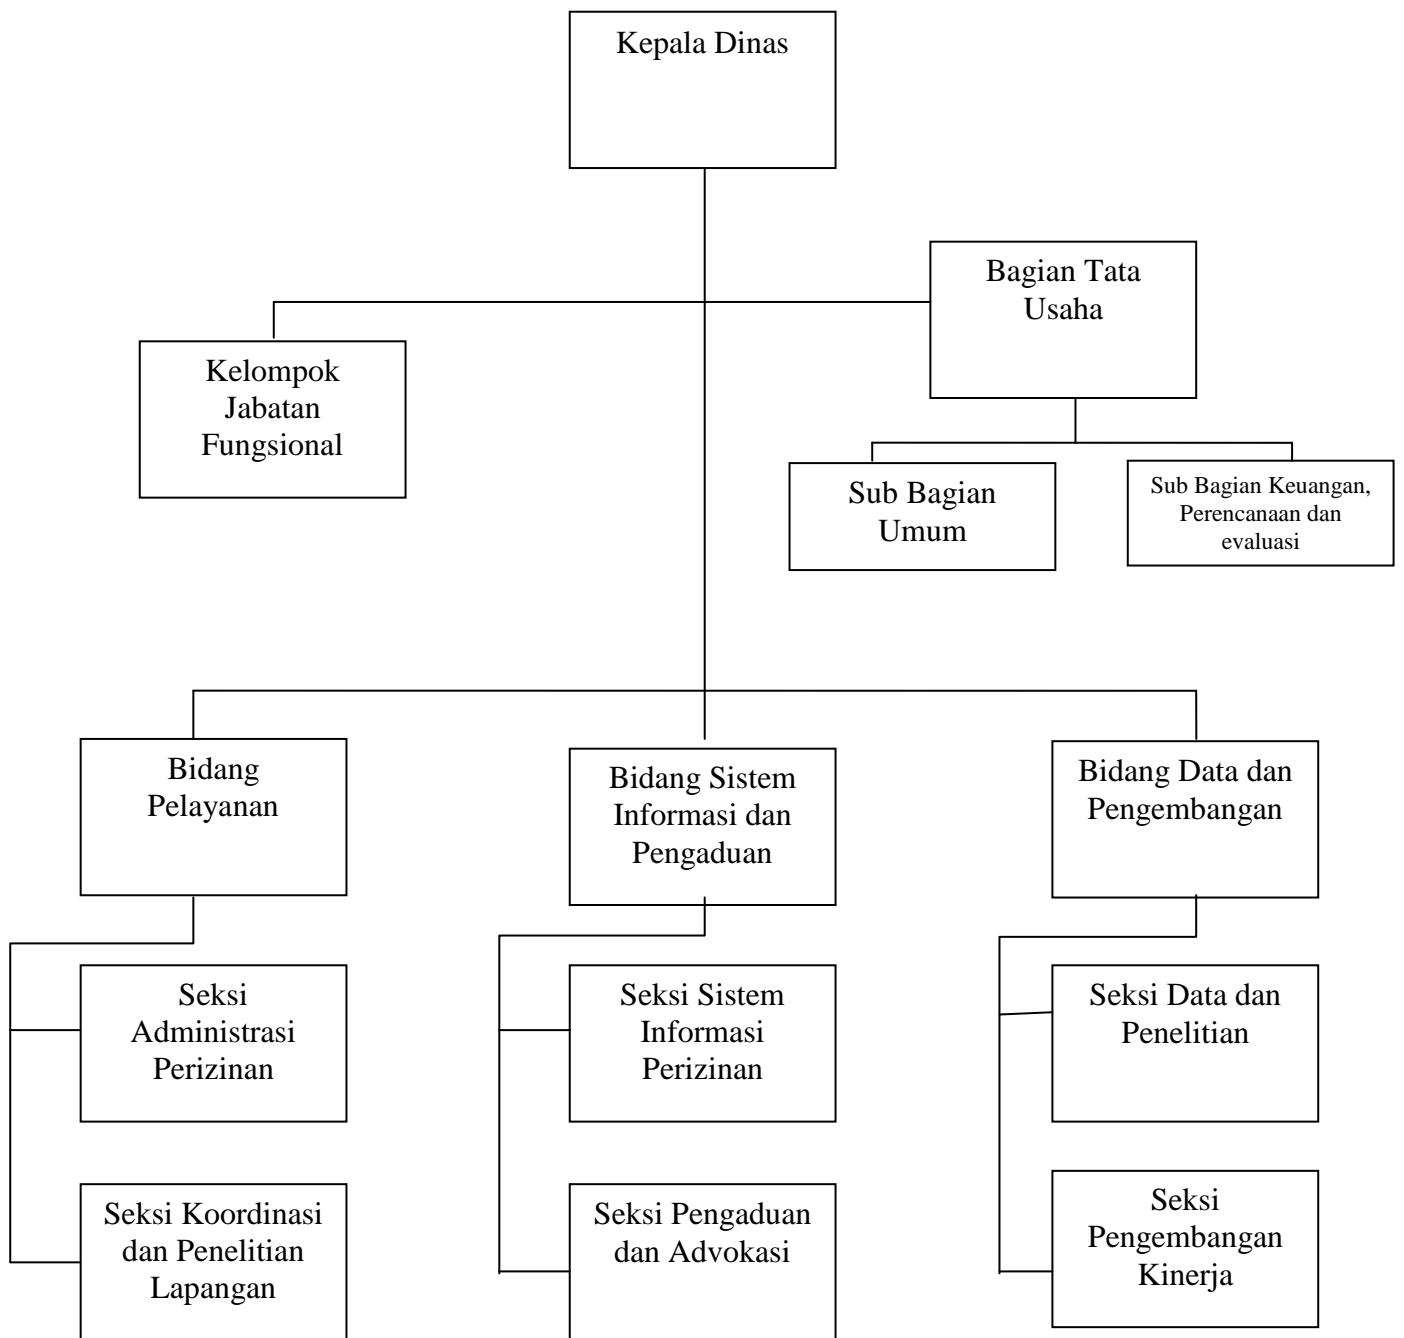 Kepala Dinas
Bagian Tata
Usaha
Kelompok
Jabatan
Fungsional
Sub Bagian
Umum
Sub Bagian Keuangan,
Perencanaan dan
evaluasi
Bidang
Pelayanan
Bidang Sistem
Informasi dan
Pengaduan
Bidang Data dan
Pengembangan
Seksi
Administrasi
Perizinan
Seksi Sistem
Informasi
Perizinan
Seksi Data dan
Penelitian
Seksi Koordinasi
dan Penelitian
Lapangan
Seksi Pengaduan
dan Advokasi
Seksi
Pengembangan
Kinerja